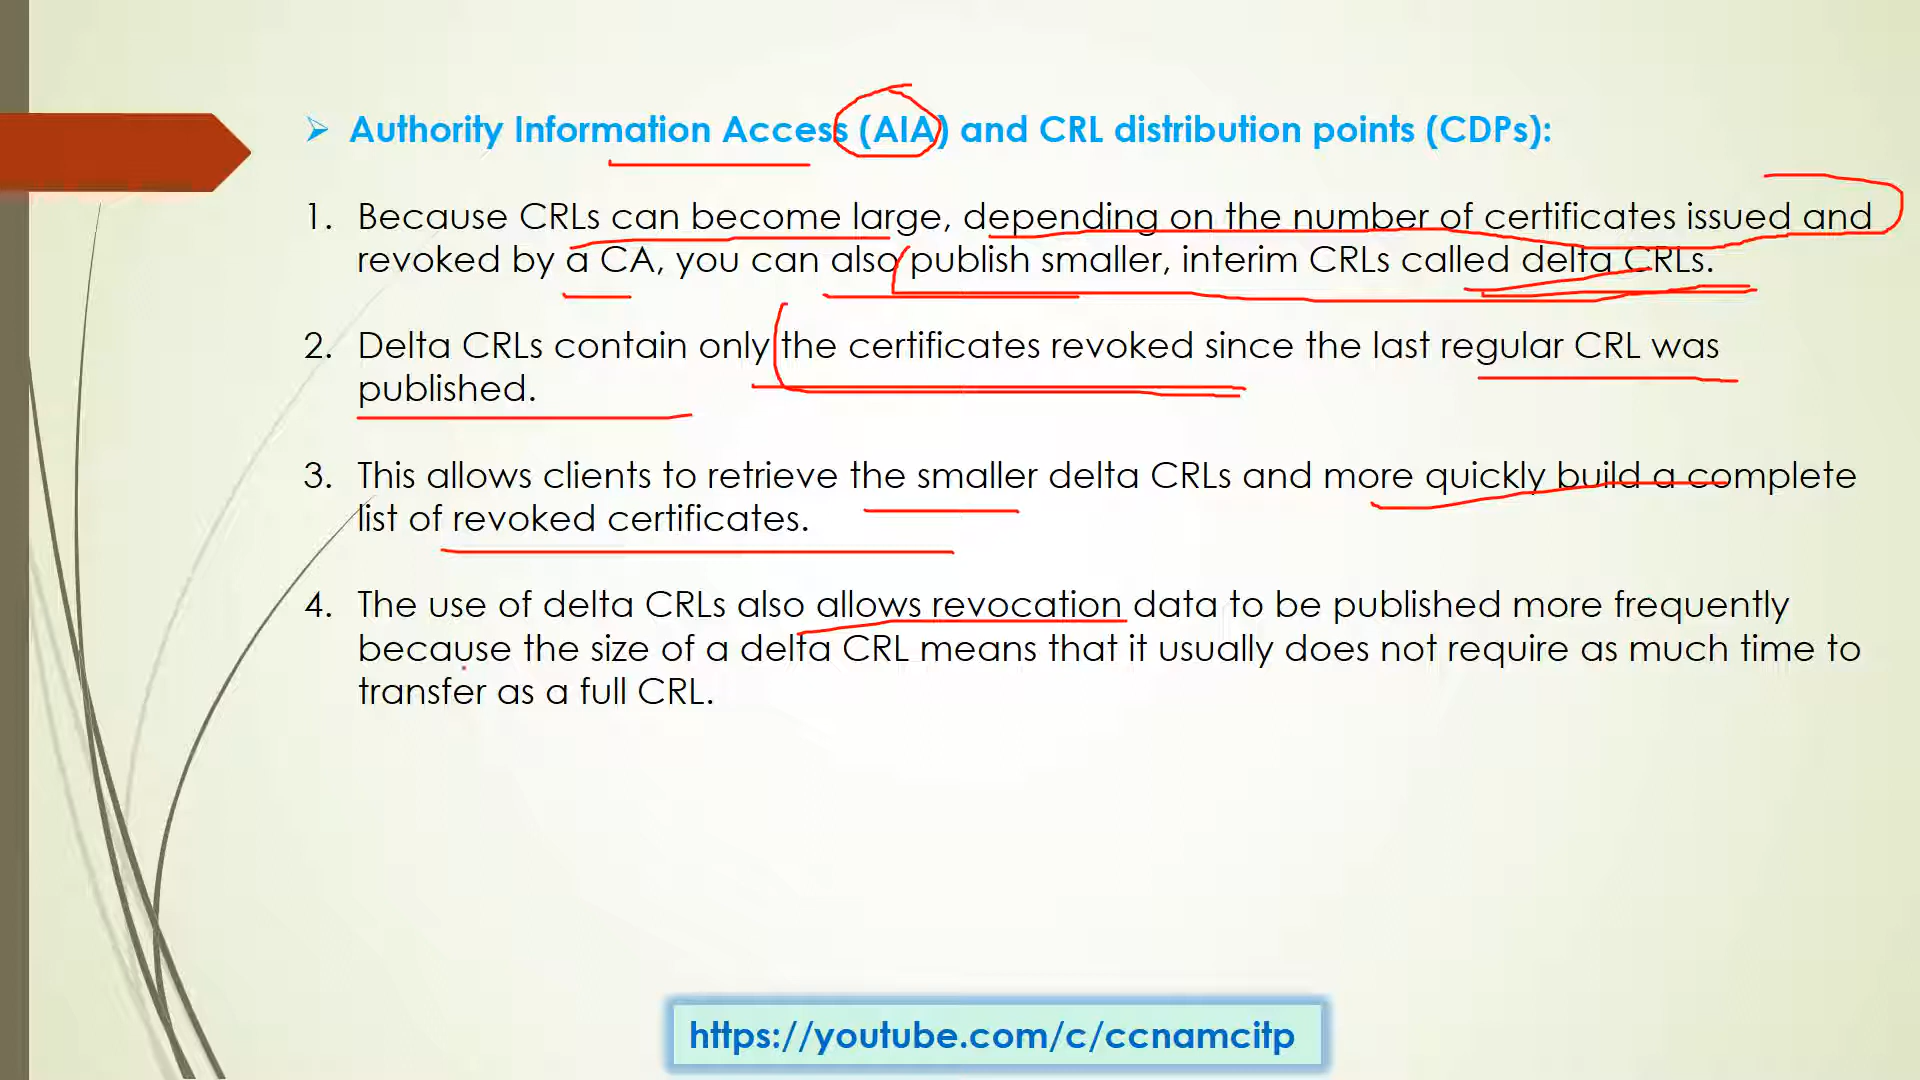 ➢ Authority Information Access (AIA) and CRL distribution points (CDPs):
1. Because CRLs can become large, depending on the number of certificates issued and
revoked by a CA, you can also publish smaller, interim CRLs called delta CRLs.
2. Delta CRLs contain only the certificates revoked since the last regular CRL was
published.
3. This allows clients to retrieve the smaller delta CRLs and more quickly build a complete
list of revoked certificates.
4. The use of delta CRLs also allows revocation data to be published more frequently
because the size of a delta CRL means that it usually does not require as much time to
transfer as a full CRL.
https://youtube.com/c/ccnamcitp